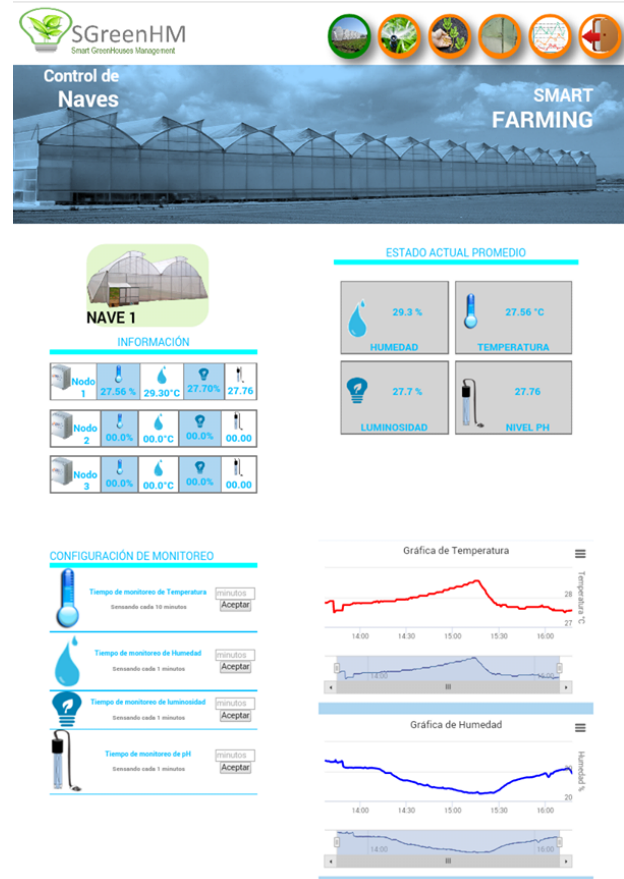 SGreenHM
Smart GreenHouses Management
Control de
Naves
SMART
FARMING
NAVE 1
INFORMACIÓN
Nodo
1
27.56 %
29.30°C
27.70%
27.76
Nodo
2
00.0%
00.0°C
00.0%
00.00
Nodo
3
00.0%
00.0°C
00.0%
00.00
ESTADO ACTUAL PROMEDIO
29.3 %
HUMEDAD
27.56 °C
TEMPERATURA
27.7 %
LUMINOSIDAD
27.76
NIVEL PH
CONFIGURACIÓN DE MONITOREO
Tiempo de monitoreo de Temperatura
minutos
Sensando cada 10 minutos
Aceptar
Tiempo de monitoreo de Humedad
minutos
Sensando cada 1 minutos
Aceptar
Tiempo de monitoreo de luminosidad
minutos
Sensando cada 1 minutos
Aceptar
Tiempo de monitoreo de pH
minutos
Sensando cada 1 minutos
Aceptar
Gráfica de Temperatura
28
27
Temperatura °C
14:00 14:30 15:00 15:30 16:00
14:00 16:00
Gráfica de Humedad
20
Humedad %
14:00 14:30 15:00 15:30 16:00
14:00 16:00